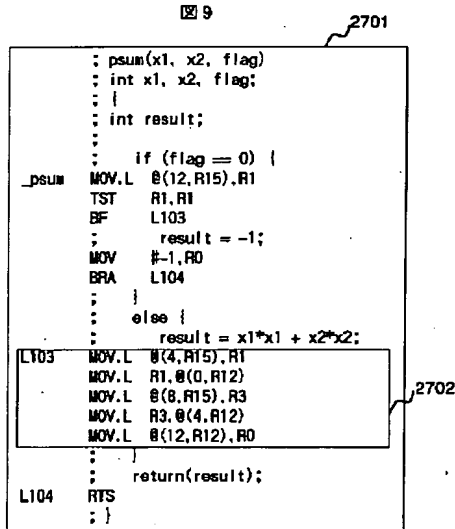 図9
2701
; psum(x1, x2, flag)
; int x1, x2, flag;
; {
; int result;
;
; if (flag == 0) {
_psum MOV.L @(12,R15),R1
TST R1,R1
BF L103
; result = -1;
MOV #-1,R0
BRA L104
; }
; else {
; result = x1*x1 + x2*x2;
L103 MOV.L @(4,R15),R1
MOV.L R1,@(0,R12)
MOV.L @(8,R15),R3
MOV.L R3,@(4,R12)
MOV.L @(12,R12),R0
2702
; }
; return(result);
L104 RTS
; }